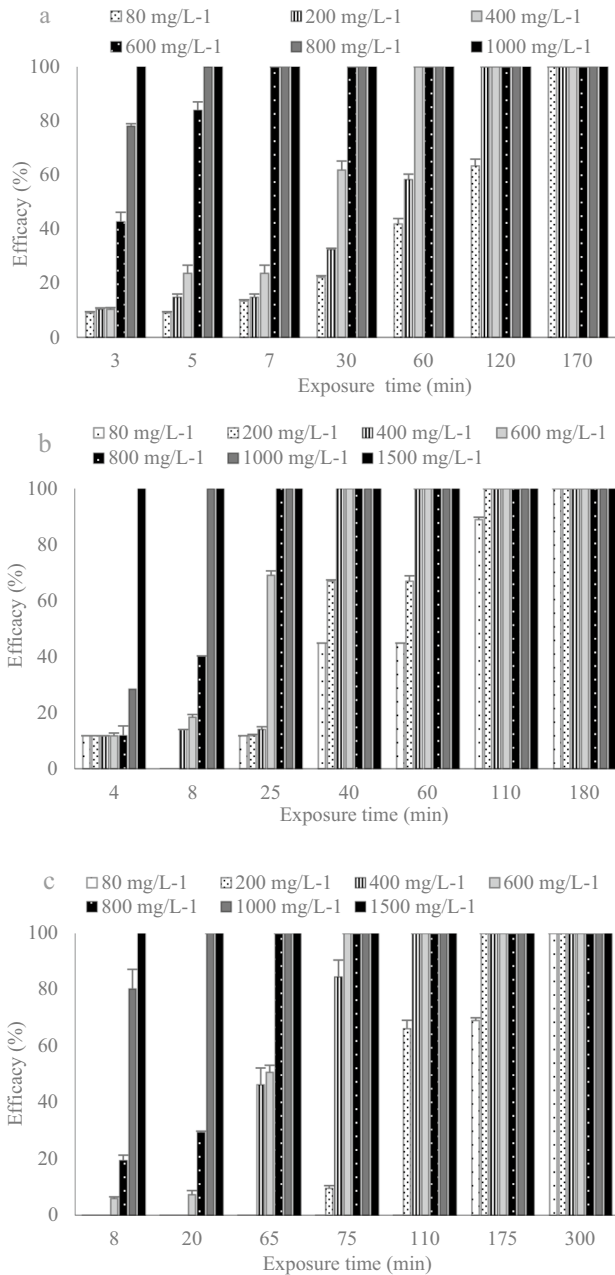 a
80 mg/L-1 200 mg/L-1 400 mg/L-1
600 mg/L-1 800 mg/L-1 1000 mg/L-1
100
80
60
40
20
0
Efficacy (%)
3 5 7 30 60 120 170
Exposure time (min)
b
80 mg/L-1 200 mg/L-1 400 mg/L-1 600 mg/L-1
800 mg/L-1 1000 mg/L-1 1500 mg/L-1
100
80
60
40
20
0
Efficacy (%)
4 8 25 40 60 110 180
Exposure time (min)
c
80 mg/L-1 200 mg/L-1 400 mg/L-1 600 mg/L-1
800 mg/L-1 1000 mg/L-1 1500 mg/L-1
100
80
60
40
20
0
Efficacy (%)
8 20 65 75 110 175 300
Exposure time (min)